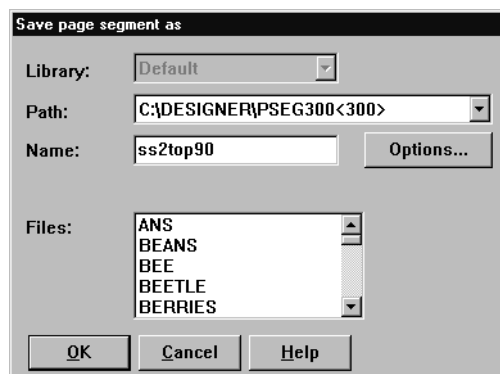 Save page segment as
Library: Default
Path: C:\DESIGNER\PSEG300<300>
Name: ss2top90 Options...
Files: ANS
BEANS
BEE
BEETLE
BERRIES
OK Cancel Help